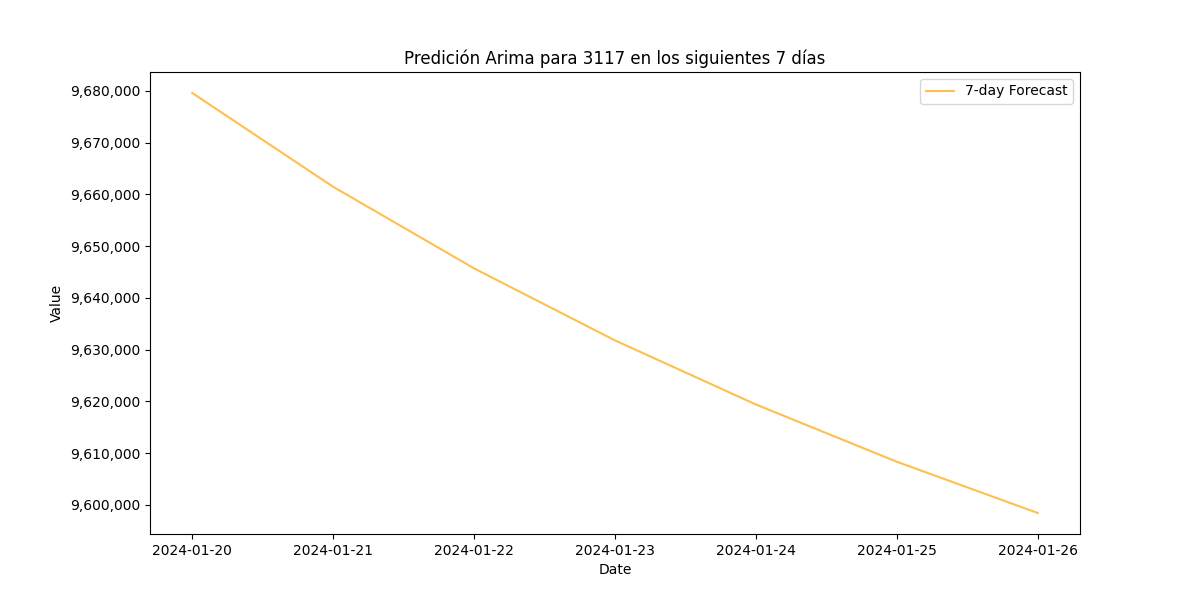 Predición Arima para 3117 en los siguientes 7 días
7-day Forecast
Value
9,680,000
9,670,000
9,660,000
9,650,000
9,640,000
9,630,000
9,620,000
9,610,000
9,600,000
2024-01-20 2024-01-21 2024-01-22 2024-01-23 2024-01-24 2024-01-25 2024-01-26
Date